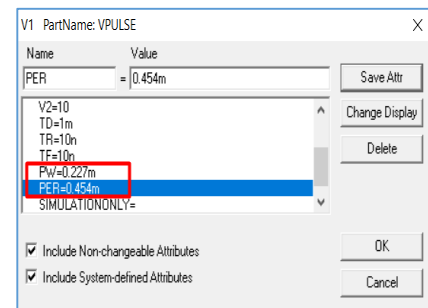 V1 PartName: VPULSE X
Name Value
PER = 0.454m Save Attr
V2=10 Change Display
TD=1m
TR=10n Delete
TF=10n
PW=0.227m
PER=0.454m
SIMULATIONONLY=
Include Non-changeable Attributes OK
Include System-defined Attributes Cancel